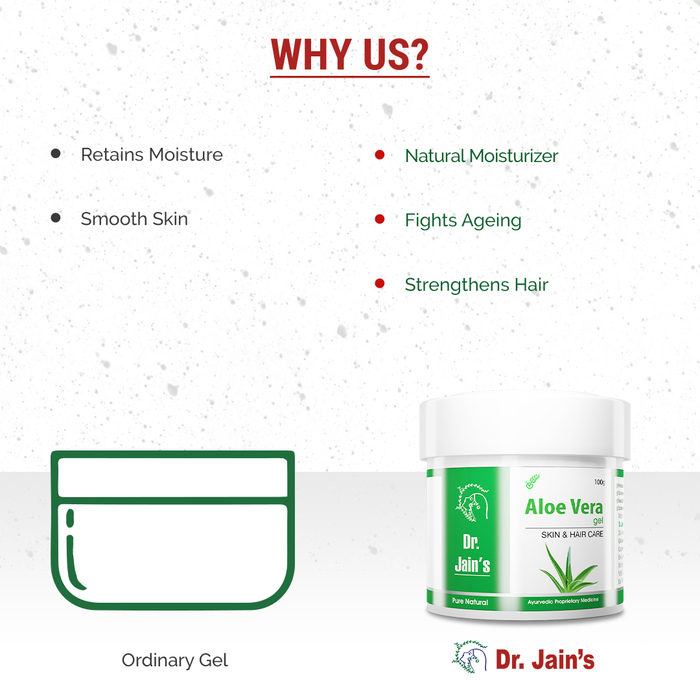 WHY US?
Retains Moisture
Smooth Skin
Natural Moisturizer
Fights Ageing
Strengthens Hair
100g
Aloe Vera
gel
SKIN & HAIR CARE
Dr.
Jain's
Pure Natural
Ayurvedic Proprietary Medicine
Ordinary Gel
Dr. Jain's